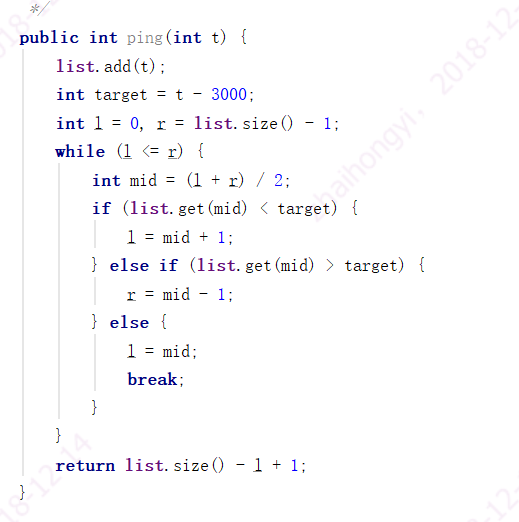 */
public int ping(int t) {
    list.add(t);
    int target = t - 3000;
    int l = 0, r = list.size() - 1;
    while (l <= r) {
        int mid = (l + r) / 2;
        if (list.get(mid) < target) {
            l = mid + 1;
        } else if (list.get(mid) > target) {
            r = mid - 1;
        } else {
            l = mid;
            break;
        }
    }
    return list.size() - l + 1;
}